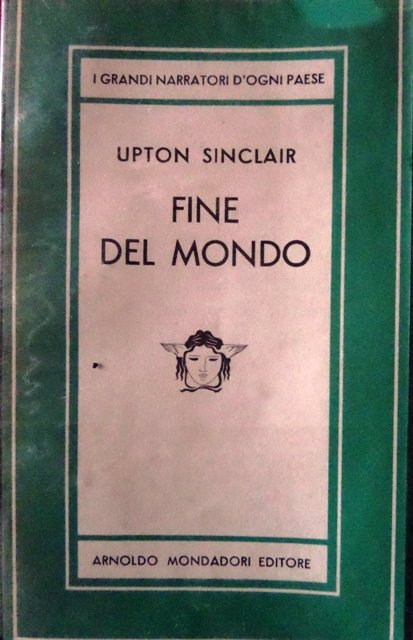 I GRANDI NARRATORI D'OGNI PAESE
UPTON SINCLAIR
FINE
DEL MONDO
ARNOLDO MONDADORI EDITORE